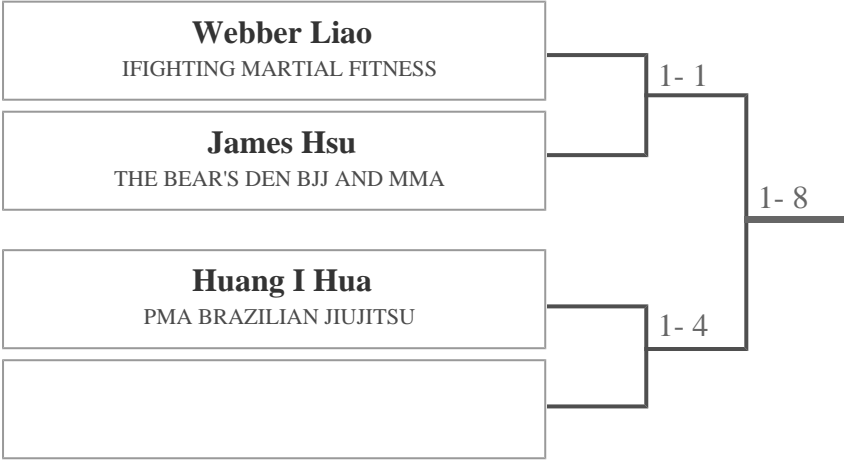 Webber Liao
IFIGHTING MARTIAL FITNESS
1- 1
James Hsu
THE BEAR'S DEN BJJ AND MMA
1- 8
Huang I Hua
PMA BRAZILIAN JIUJITSU
1- 4